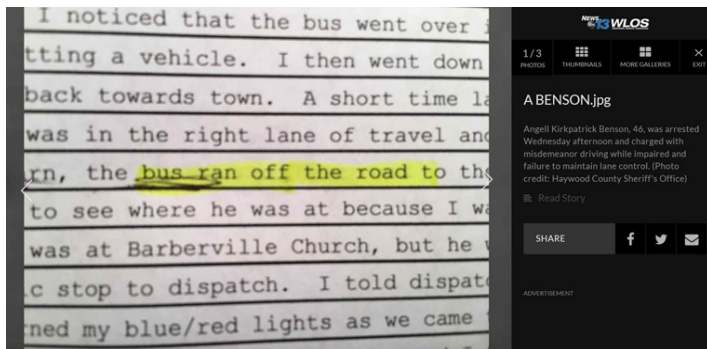 I noticed that the bus went over
tting a vehicle. I then went down
back towards town. A short time
was in the right lane of travel and
rn, the bus ran off the road to the
to see where he was at because I
was at Barberville Church, but he
c stop to dispatch. I told dispat
ned my blue/red lights as we came
NEWS abc 13 WLOS
1/3
PHOTOS
THUMBNAILS
MORE GALLERIES
EXIT
A BENSON.jpg
Angell Kirkpatrick Benson, 46, was arrested
Wednesday afternoon and charged with
misdemeanor driving while impaired and
failure to maintain lane control. (Photo
credit: Haywood County Sheriff's Office)
Read Story
SHARE
ADVERTISEMENT